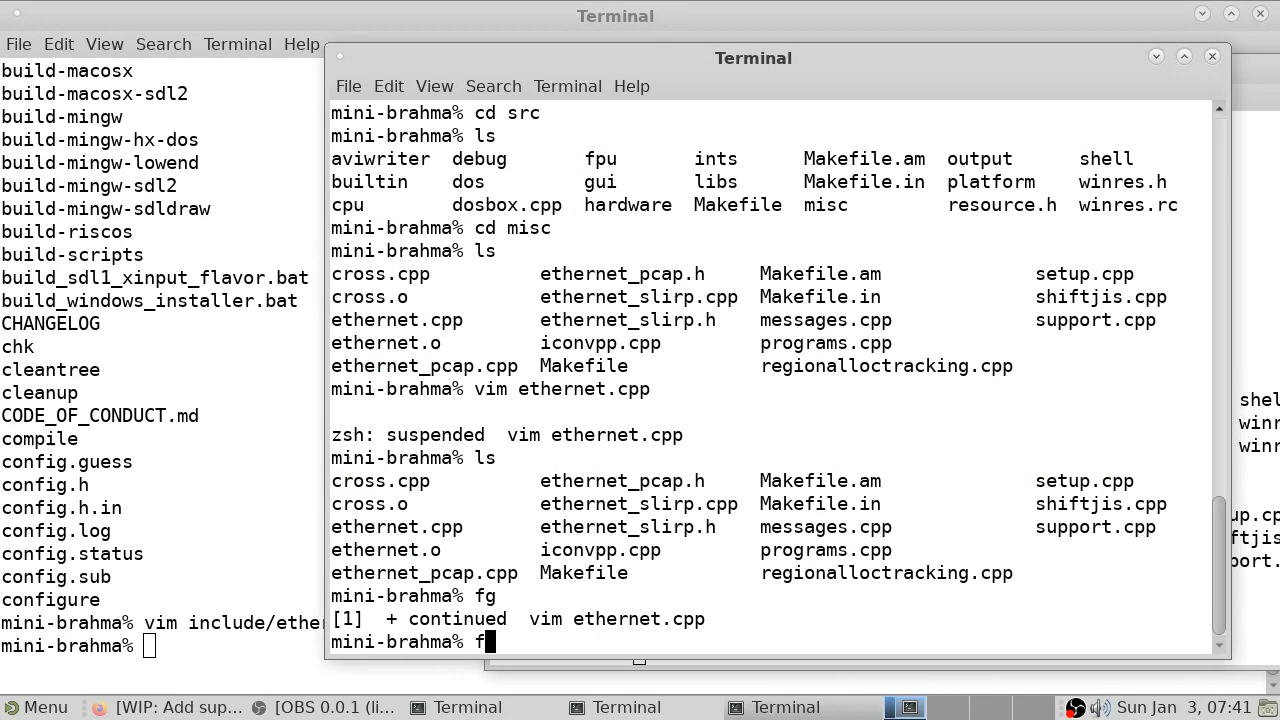 Terminal
File Edit View Search Terminal Help
build-macosx
build-macosx-sdl2
build-mingw
build-mingw-hx-dos
build-mingw-lowend
build-mingw-sdl2
build-mingw-sdldraw
build-riscos
build-scripts
build_sdl1_xinput_flavor.bat
build_windows_installer.bat
CHANGELOG
chk
cleantree
cleanup
CODE_OF_CONDUCT.md
compile
config.guess
config.h
config.h.in
config.log
config.status
config.sub
configure
mini-brahma% vim include/ether
mini-brahma%
Terminal
File Edit View Search Terminal Help
mini-brahma% cd src
mini-brahma% ls
aviwriter debug fpu ints Makefile.am output shell
builtin dos gui libs Makefile.in platform winres.h
cpu dosbox.cpp hardware Makefile misc resource.h winres.rc
mini-brahma% cd misc
mini-brahma% ls
cross.cpp ethernet_pcap.h Makefile.am setup.cpp
cross.o ethernet_slirp.cpp Makefile.in shiftjis.cpp
ethernet.cpp ethernet_slirp.h messages.cpp support.cpp
ethernet.o iconvpp.cpp programs.cpp
ethernet_pcap.cpp Makefile regionalloctracking.cpp
mini-brahma% vim ethernet.cpp
zsh: suspended vim ethernet.cpp
mini-brahma% ls
cross.cpp ethernet_pcap.h Makefile.am setup.cpp
cross.o ethernet_slirp.cpp Makefile.in shiftjis.cpp
ethernet.cpp ethernet_slirp.h messages.cpp support.cpp
ethernet.o iconvpp.cpp programs.cpp
ethernet_pcap.cpp Makefile regionalloctracking.cpp
mini-brahma% fg
[1] + continued vim ethernet.cpp
mini-brahma% f
shel
winr
winr
up.cp
ftjis
port.
Menu [WIP: Add sup... [OBS 0.0.1 (li... Terminal Terminal Terminal Sun Jan 3, 07:41